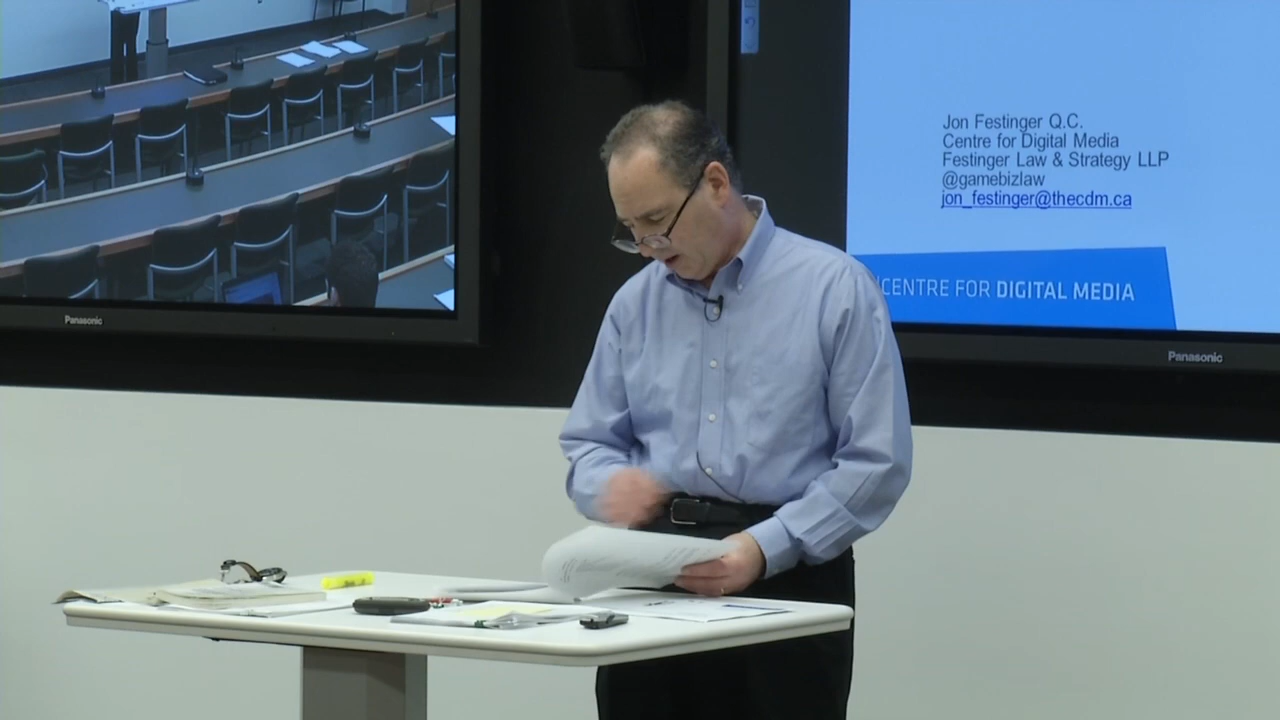 Jon Festinger Q.C.
Centre for Digital Media
Festinger Law & Strategy LLP
@gamebizlaw
jon_festinger@thecdm.ca
CENTRE FOR DIGITAL MEDIA
Panasonic
Panasonic